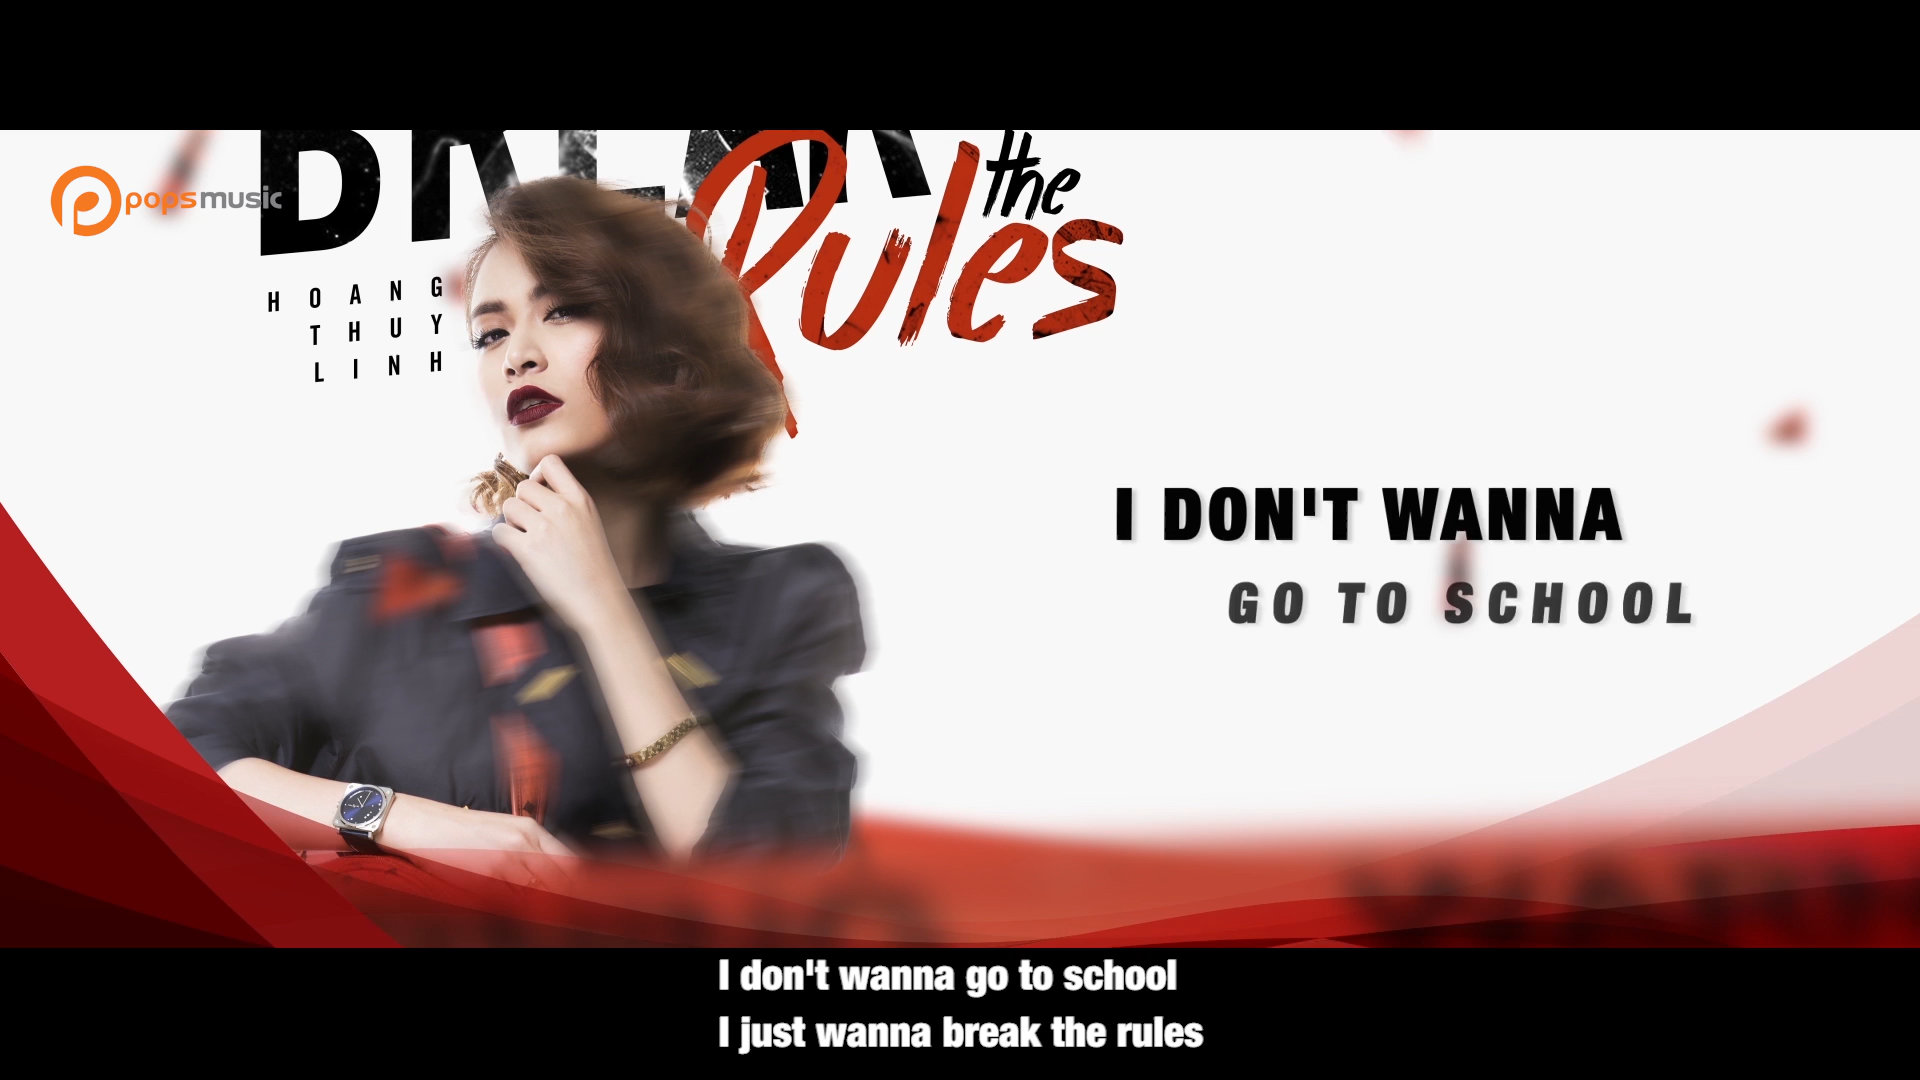 BREAK
the
Rules
popsmusic
HOANG
THUY
LINH
I DON'T WANNA
GO TO SCHOOL
I don't wanna go to school
I just wanna break the rules